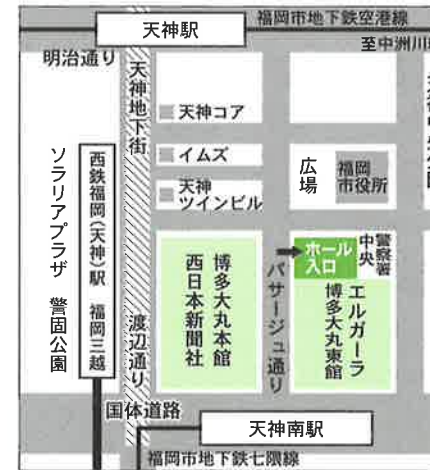 福岡市地下鉄空港線
天神駅
至中洲川
明治通り
天神地下街
天神コア
イムズ
天神
ツインビル
広場
福岡
市役所
ソラリアプラザ
警固公園
西鉄福岡(天神)駅
福岡三越
渡辺通り
博多大丸本館
西日本新聞社
パサージュ通り
ホール
入口
中央
警察署
エルガーラ
博多大丸東館
国体道路
天神南駅
福岡市地下鉄七隈線